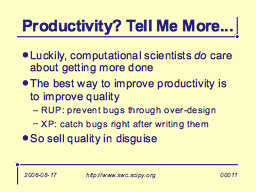 Productivity? Tell Me More...
Luckily, computational scientists do care
about getting more done
The best way to improve productivity is
to improve quality
– RUP: prevent bugs through over-design
– XP: catch bugs right after writing them
So sell quality in disguise
2006-08-17 http://www.swc.scipy.org 00011